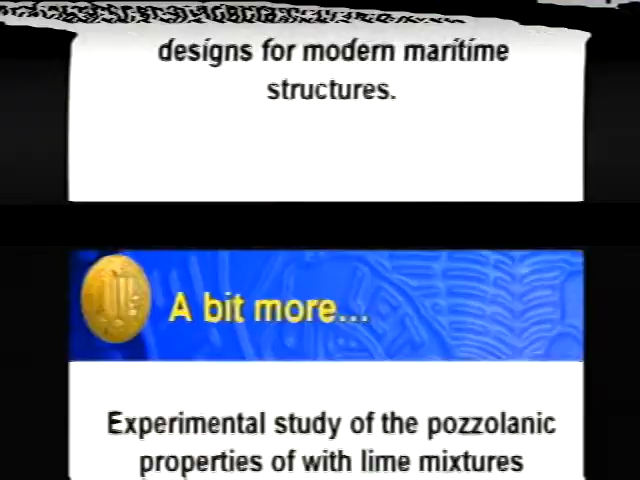 designs for modern maritime
structures.
A bit more...
Experimental study of the pozzolanic
properties of with lime mixtures